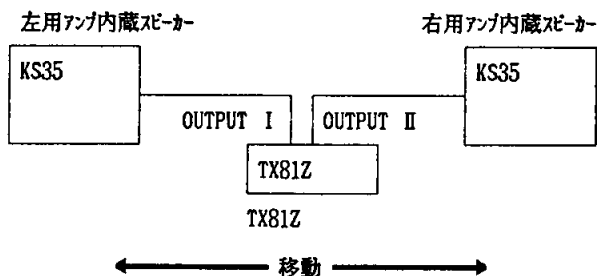 左用アンプ内蔵スピーカー 右用アンプ内蔵スピーカー
KS35 KS35
OUTPUT Ⅰ OUTPUT Ⅱ
TX81Z
TX81Z
移動